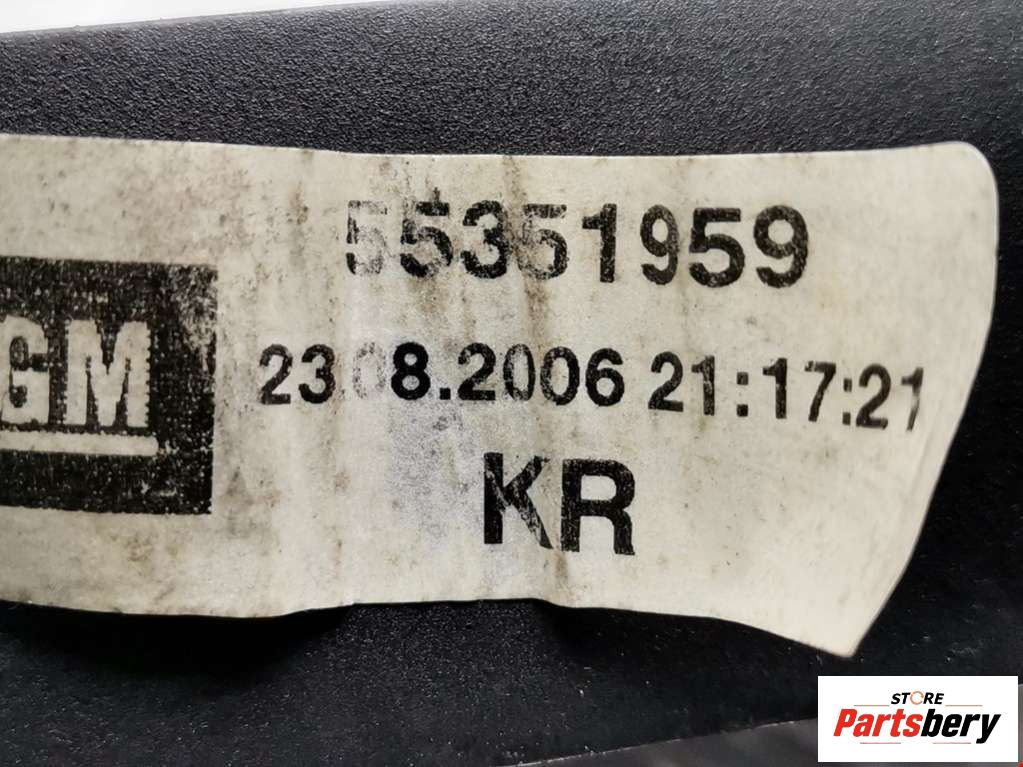 55351959
GM
23.08.2006 21:17:21
KR
STORE
Partsbery